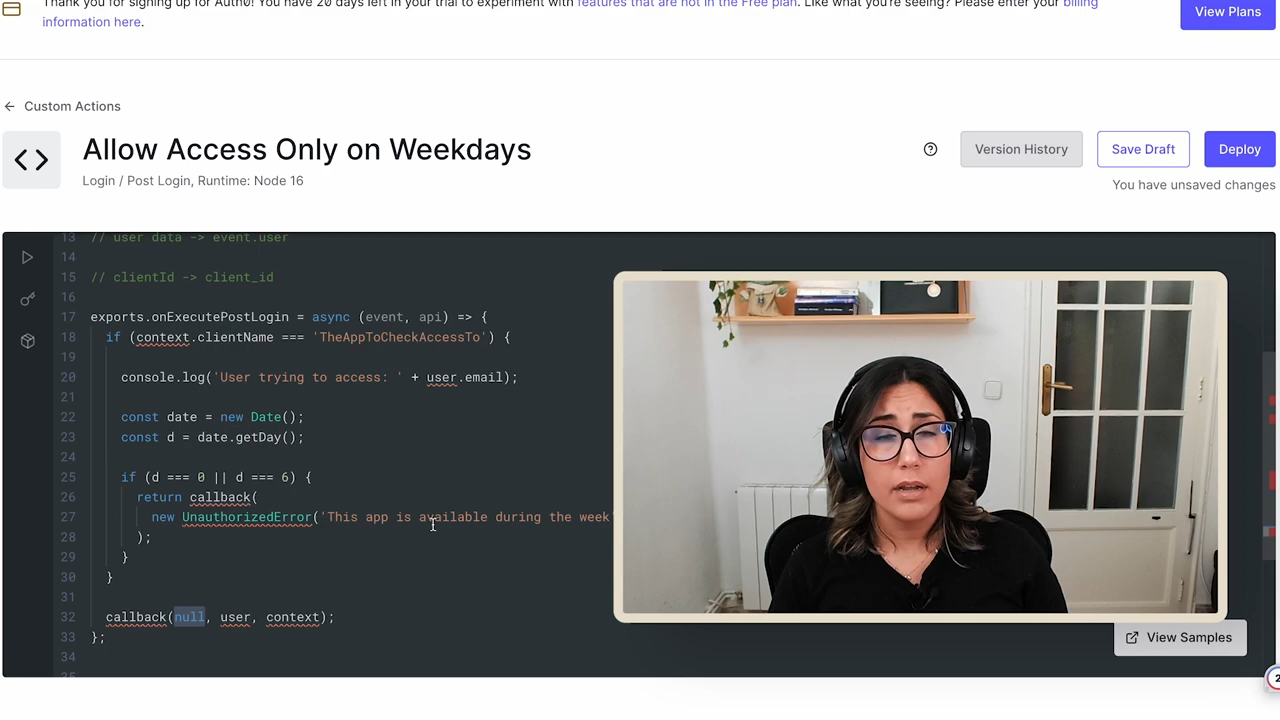 Thank you for signing up for Auth0! You have 20 days left in your trial to experiment with features that are not in the Free plan. Like what you're seeing? Please enter your billing
information here.
View Plans
← Custom Actions
Allow Access Only on Weekdays
Login / Post Login, Runtime: Node 16
Version History
Save Draft
Deploy
You have unsaved changes
13 // user data -> event.user
14
15 // clientId -> client_id
16
17 exports.onExecutePostLogin = async (event, api) => {
18 if (context.clientName === 'TheAppToCheckAccessTo') {
19
20 console.log('User trying to access: ' + user.email);
21
22 const date = new Date();
23 const d = date.getDay();
24
25 if (d === 0 || d === 6) {
26 return callback(
27 new UnauthorizedError('This app is available during the week'
28 );
29 }
30 }
31
32 callback(null, user, context);
33 };
34
View Samples
2